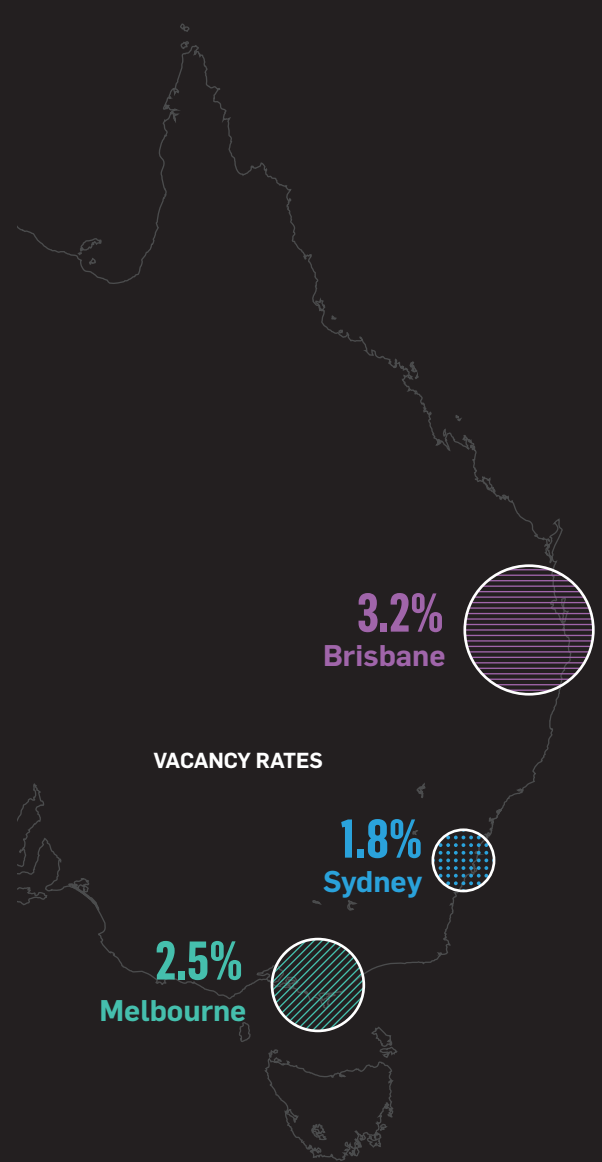 3.2%
Brisbane
VACANCY RATES
1.8%
Sydney
2.5%
Melbourne